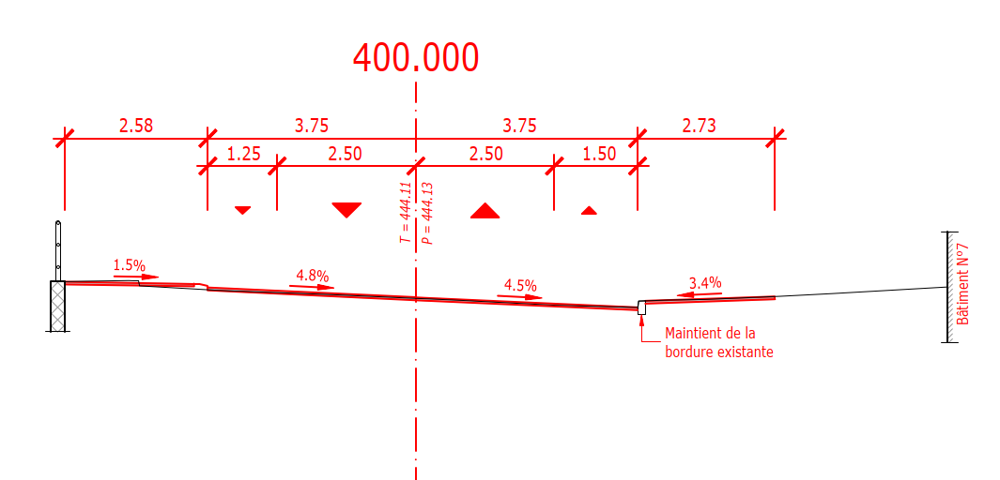 400.000
2.58
3.75
3.75
2.73
1.25
2.50
2.50
1.50
T = 444.11
P = 444.13
1.5%
4.8%
4.5%
3.4%
Bâtiment N°7
Maintient de la
bordure existante